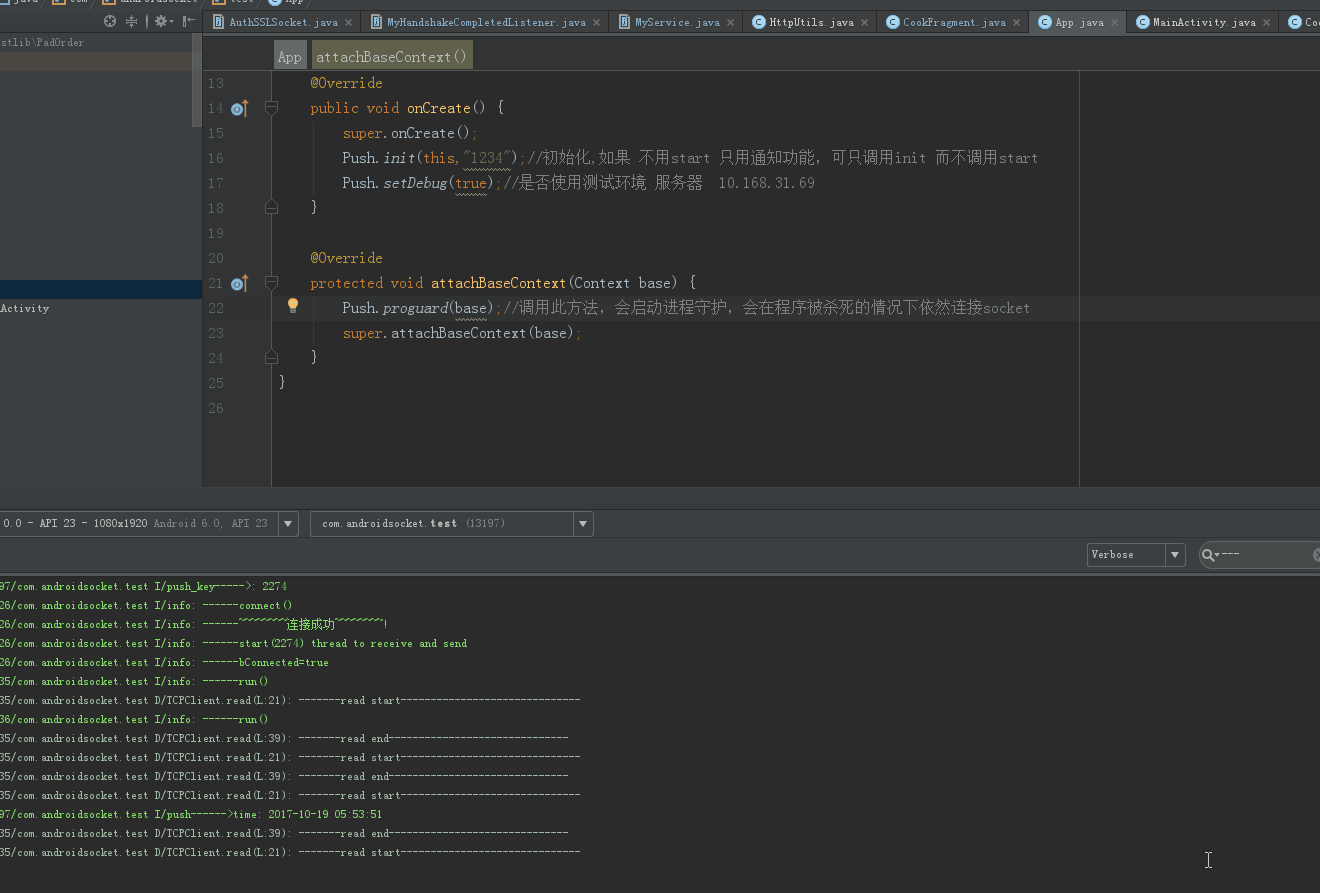 java com androidsocket test App
AuthSSLSocket.java MyHandshakeCompletedListener.java MyService.java HttpUtils.java CookFragment.java App.java MainActivity.java Co
stlib\PadOrder
App attachBaseContext()
13 @Override
14 public void onCreate() {
15 super.onCreate();
16 Push.init(this,"1234");//初始化,如果 不用start 只用通知功能，可只调用init 而不调用start
17 Push.setDebug(true);//是否使用测试环境 服务器 10.168.31.69
18 }
19
20 @Override
21 protected void attachBaseContext(Context base) {
Activity
22 Push.proguard(base);//调用此方法，会启动进程守护，会在程序被杀死的情况下依然连接socket
23 super.attachBaseContext(base);
24 }
25 }
26
0.0 - API 23 - 1080x1920 Android 6.0, API 23 com.androidsocket.test (13197)
Verbose ---
97/com.androidsocket.test I/push_key----->: 2274
26/com.androidsocket.test I/info: ------connect()
26/com.androidsocket.test I/info: ------~~~~~~~~~连接成功~~~~~~~~~!
26/com.androidsocket.test I/info: ------start(2274) thread to receive and send
26/com.androidsocket.test I/info: ------bConnected=true
35/com.androidsocket.test I/info: ------run()
35/com.androidsocket.test D/TCPClient.read(L:21): -------read start------------------------------
36/com.androidsocket.test I/info: ------run()
35/com.androidsocket.test D/TCPClient.read(L:39): -------read end------------------------------
35/com.androidsocket.test D/TCPClient.read(L:21): -------read start------------------------------
35/com.androidsocket.test D/TCPClient.read(L:39): -------read end------------------------------
35/com.androidsocket.test D/TCPClient.read(L:21): -------read start------------------------------
97/com.androidsocket.test I/push------>time: 2017-10-19 05:53:51
35/com.androidsocket.test D/TCPClient.read(L:39): -------read end------------------------------
35/com.androidsocket.test D/TCPClient.read(L:21): -------read start------------------------------